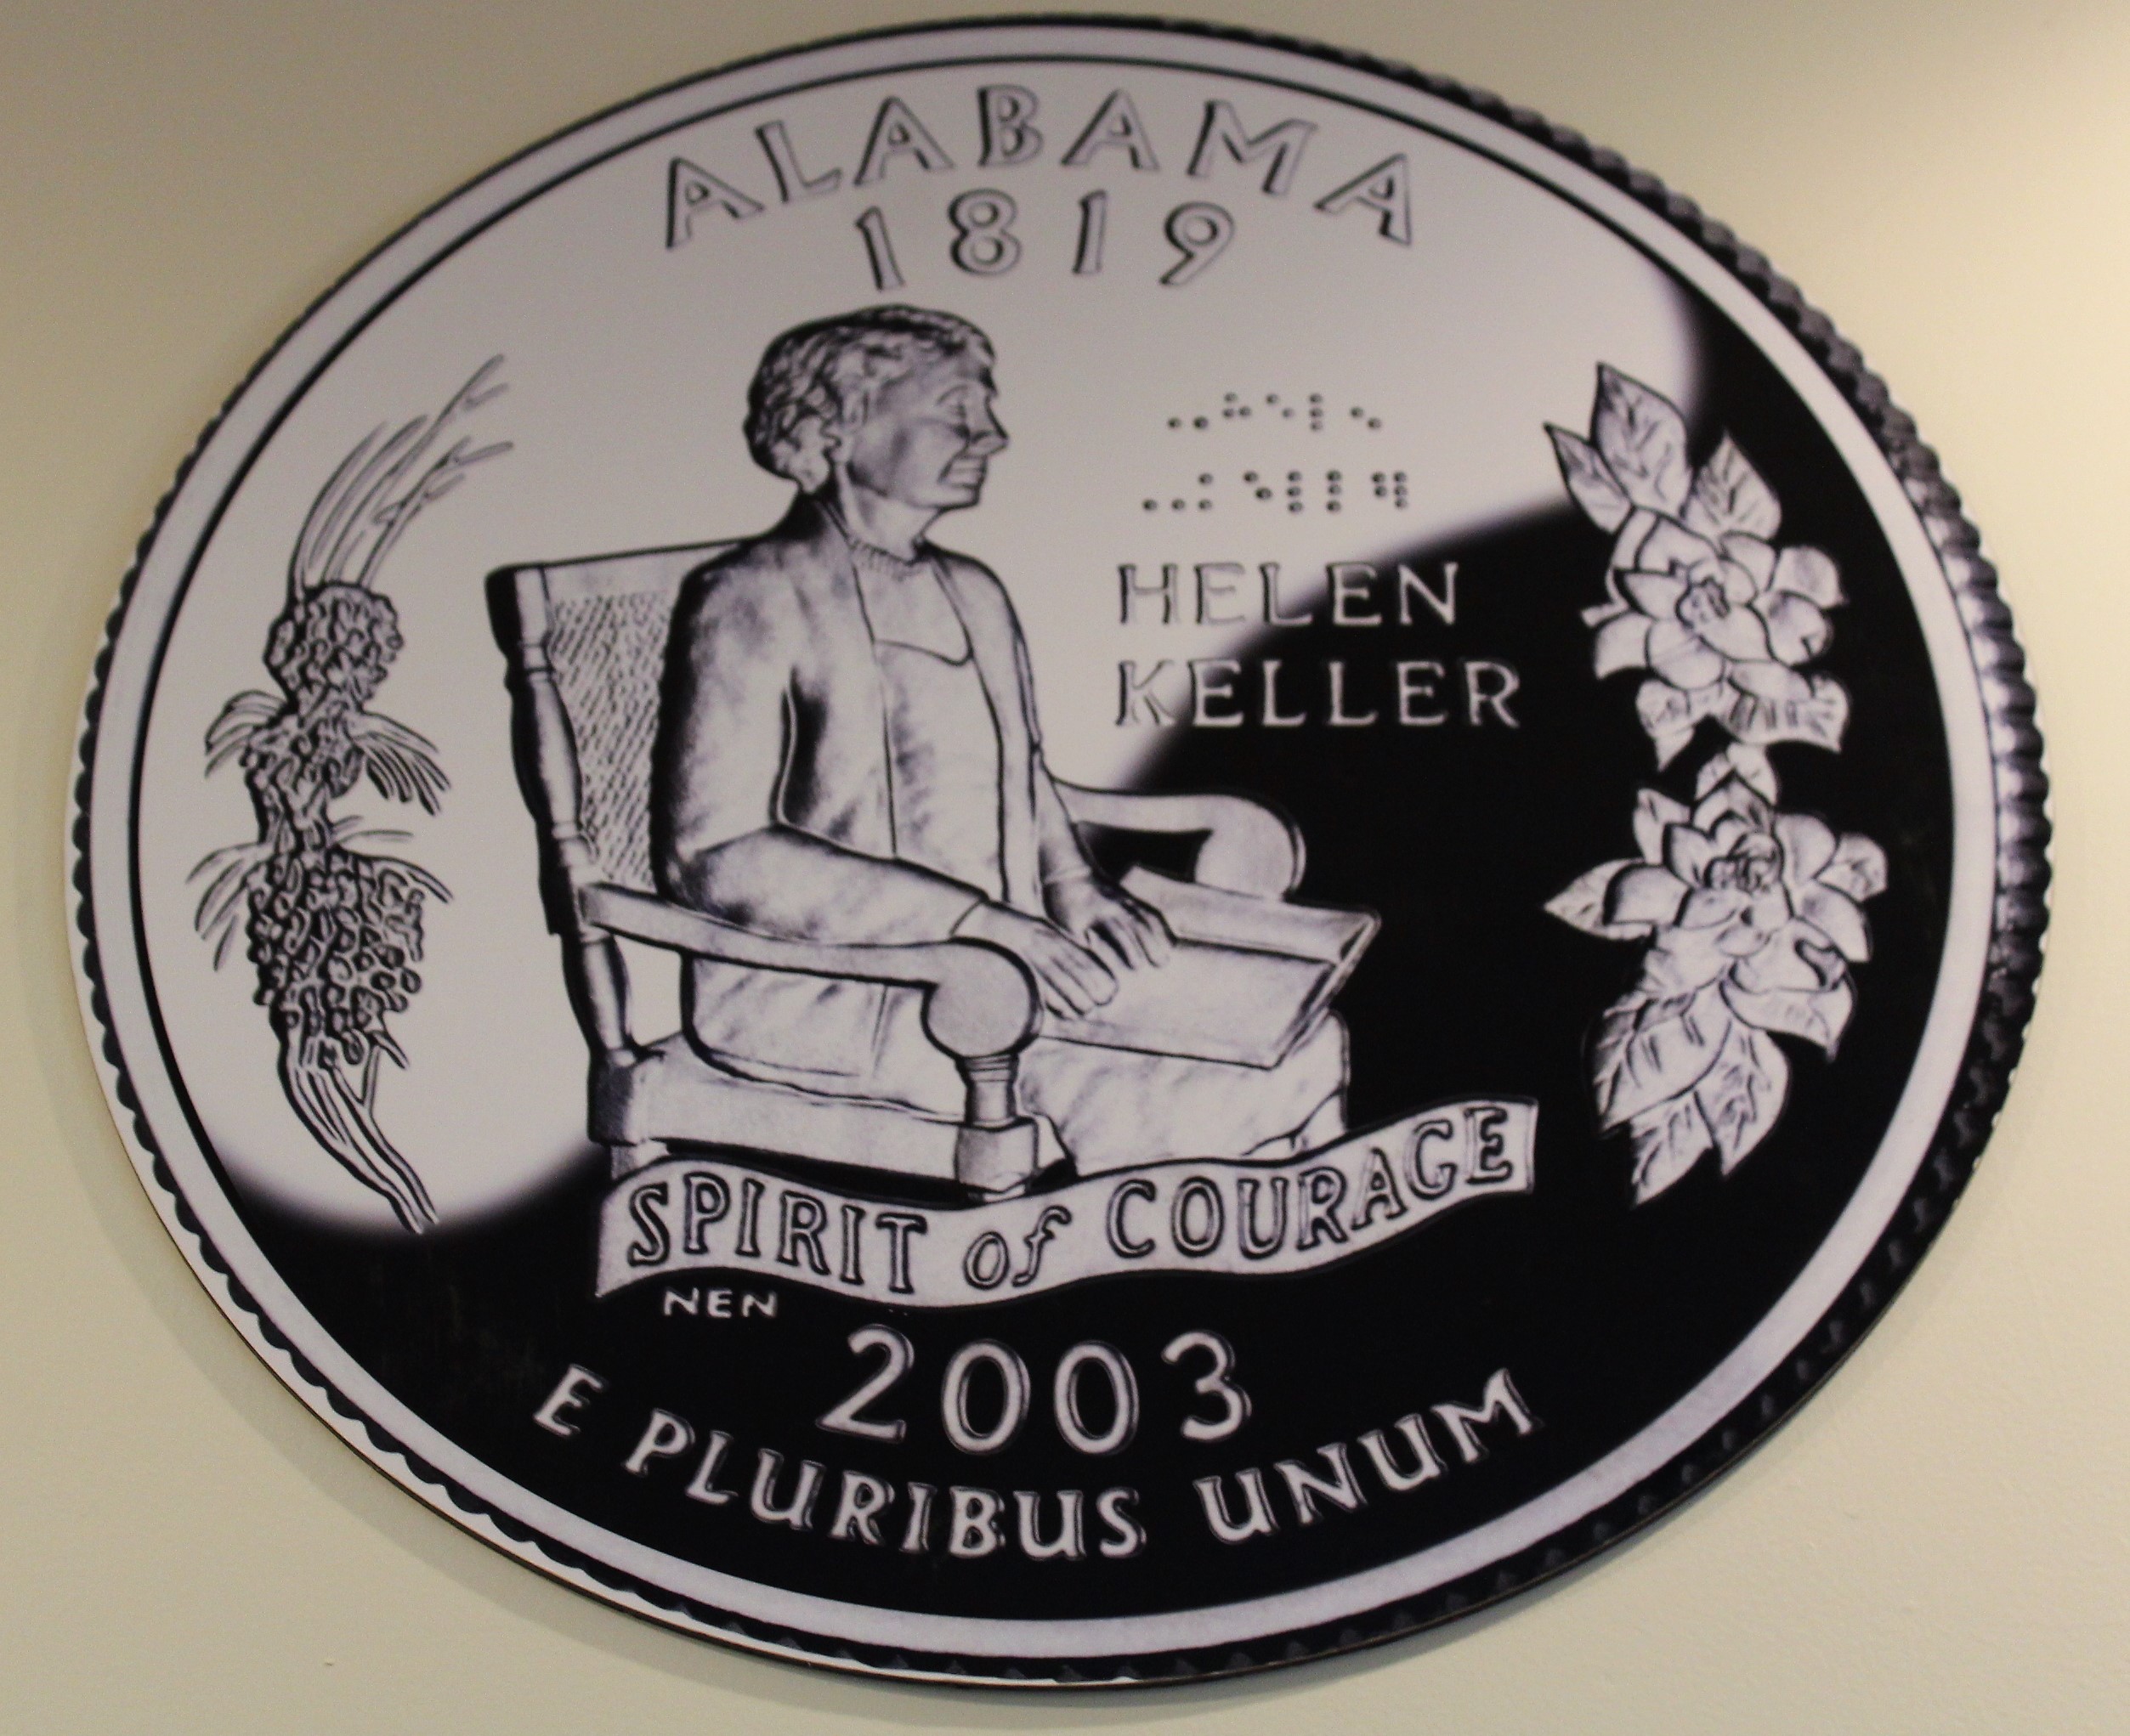 ALABAMA
1819
HELEN
KELLER
SPIRIT of COURAGE
NEN
2003
E PLURIBUS UNUM